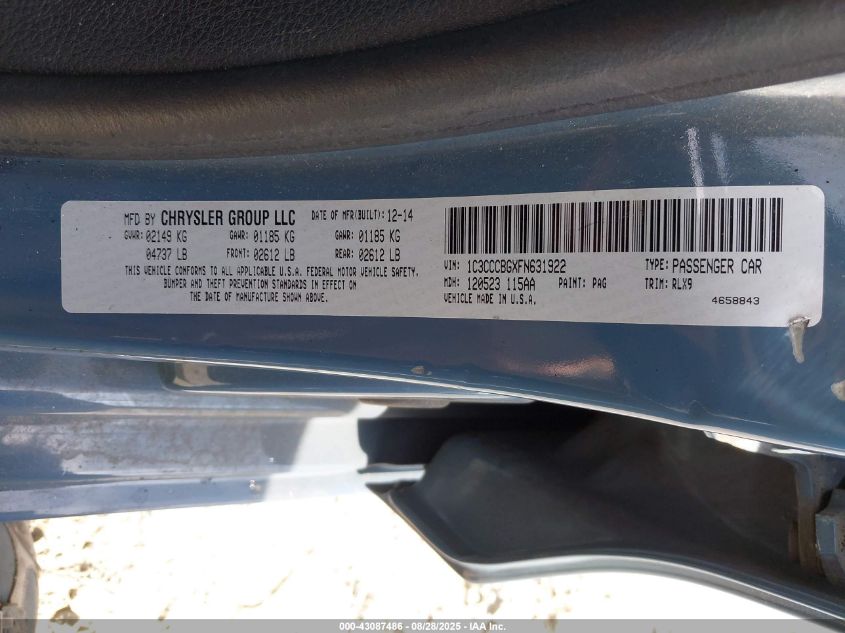 MFD BY CHRYSLER GROUP LLC DATE OF MFR(BUILT): 12-14
GVWR: 02149 KG GAWR: 01185 KG GAWR: 01185 KG
04737 LB FRONT: 02612 LB REAR: 02612 LB
THIS VEHICLE CONFORMS TO ALL APPLICABLE U.S.A. FEDERAL MOTOR VEHICLE SAFETY,
BUMPER AND THEFT PREVENTION STANDARDS IN EFFECT ON
THE DATE OF MANUFACTURE SHOWN ABOVE.
VIN: 1C3CCCBGXFN631922 TYPE: PASSENGER CAR
MDH: 120523 115AA PAINT: PAG TRIM: RLX9
VEHICLE MADE IN U.S.A. 4658843
000-43087486 - 08/28/2025 - IAA Inc.